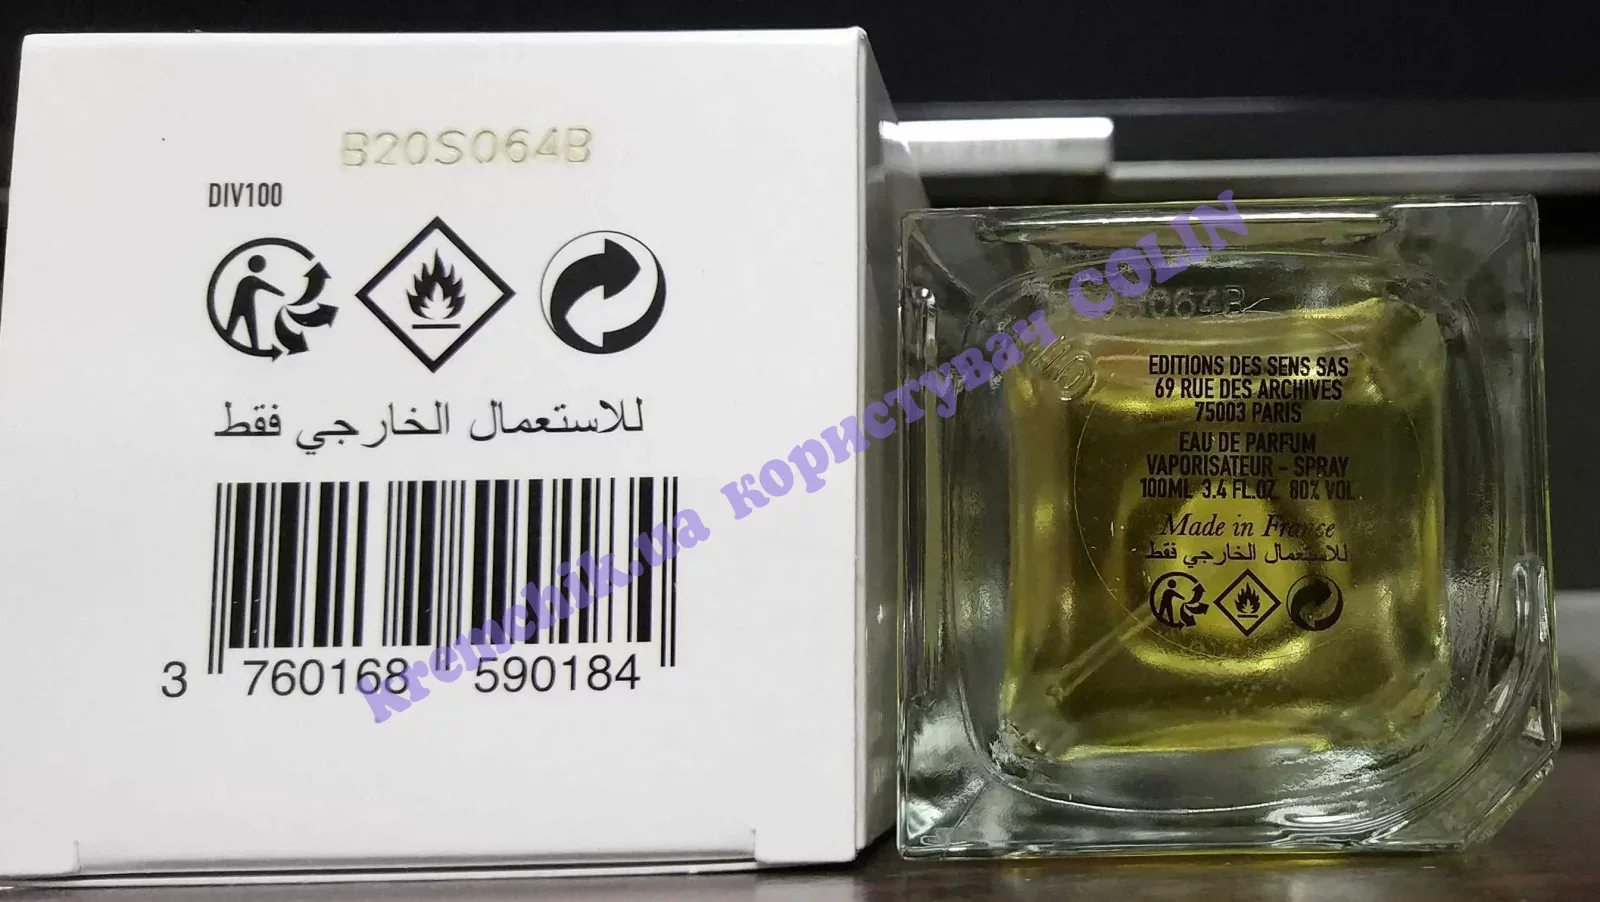 B20S064B
DIV100
للاستعمال الخارجي فقط
3 760168 590184
kremchik.ua користувач COLIN
064B
EDITIONS DES SENS SAS
69 RUE DES ARCHIVES
75003 PARIS
EAU DE PARFUM
VAPORISATEUR - SPRAY
100ML 3.4 FL.OZ 80% VOL
Made in France
للاستعمال الخارجي فقط